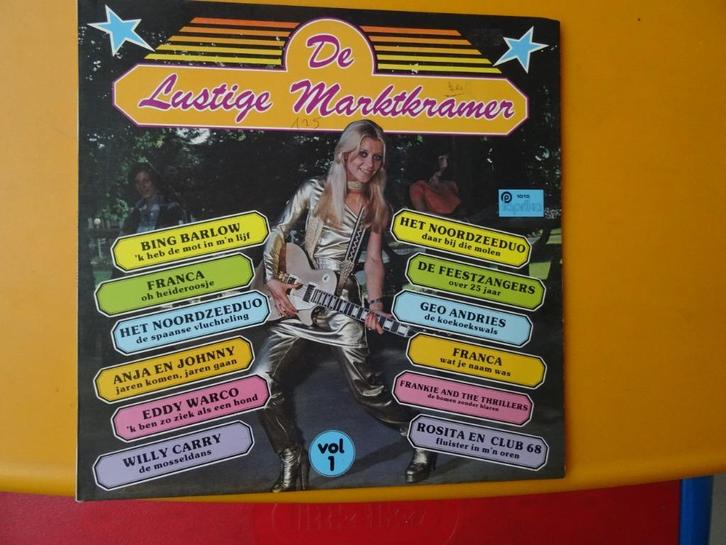 De
Lustige Marktkramer
125
BING BARLOW
'k heb de mot in m'n lijf
FRANCA
oh heideroosje
HET NOORDZEEDUO
de spaanse vluchteling
ANJA EN JOHNNY
jaren komen, jaren gaan
EDDY WARCO
'k ben zo ziek als een hond
WILLY CARRY
de mosseldans
HET NOORDZEEDUO
daar bij die molen
DE FEESTZANGERS
over 25 jaar
GEO ANDRIES
de koekoekswals
FRANCA
wat je naam was
FRANKIE AND THE THRILLERS
de bomen zonder blaren
ROSITA EN CLUB 68
fluister in m'n oren
vol
1